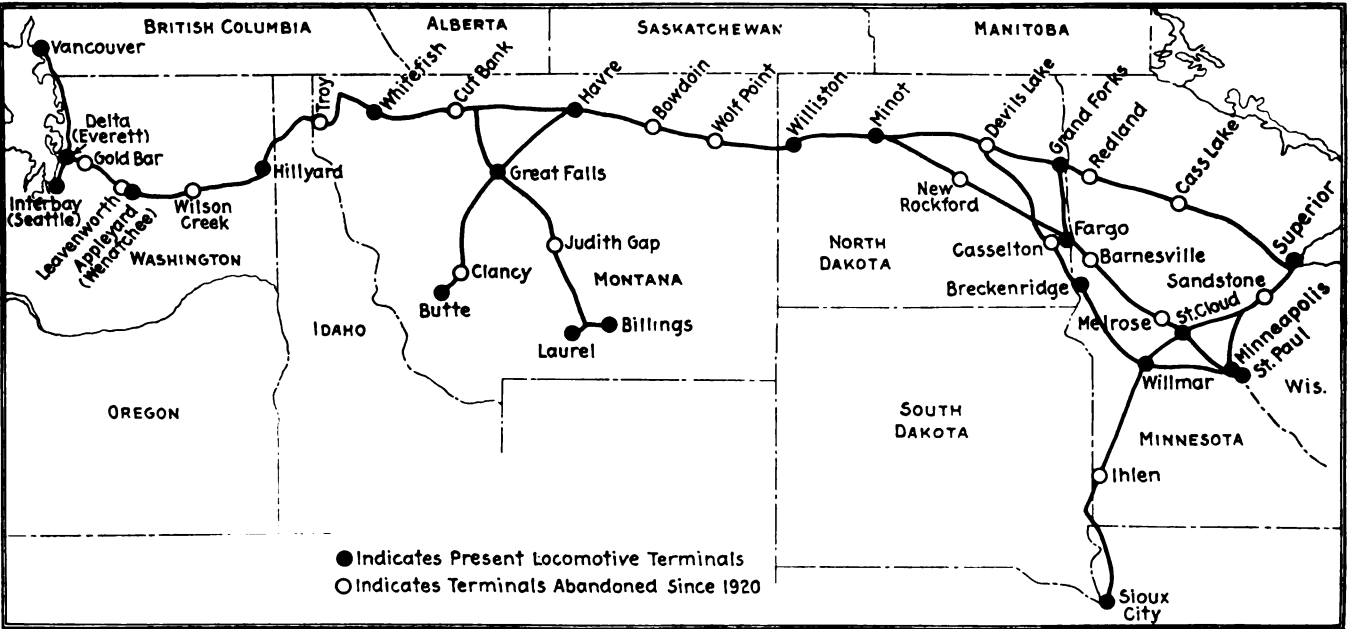 BRITISH COLUMBIA
ALBERTA
SASKATCHEWAN
MANITOBA
Vancouver
Delta
(Everett)
Gold Bar
Interbay
(Seattle)
Leavenworth
Appleyard
(Wenatchee)
Wilson
Creek
WASHINGTON
Hillyard
Troy
Whitefish
Cut Bank
Havre
Bowdoin
Wolf Point
Williston
Minot
Devils Lake
Grand Forks
Redland
Cass Lake
Superior
Great Falls
New
Rockford
Judith Gap
Clancy
MONTANA
Butte
Billings
Laurel
IDAHO
OREGON
NORTH
DAKOTA
Casselton
Fargo
Barnesville
Breckenridge
Sandstone
Melrose
St. Cloud
Minneapolis
St. Paul
Willmar
WIS.
SOUTH
DAKOTA
MINNESOTA
Ihlen
Sioux
City
Indicates Present Locomotive Terminals
Indicates Terminals Abandoned Since 1920